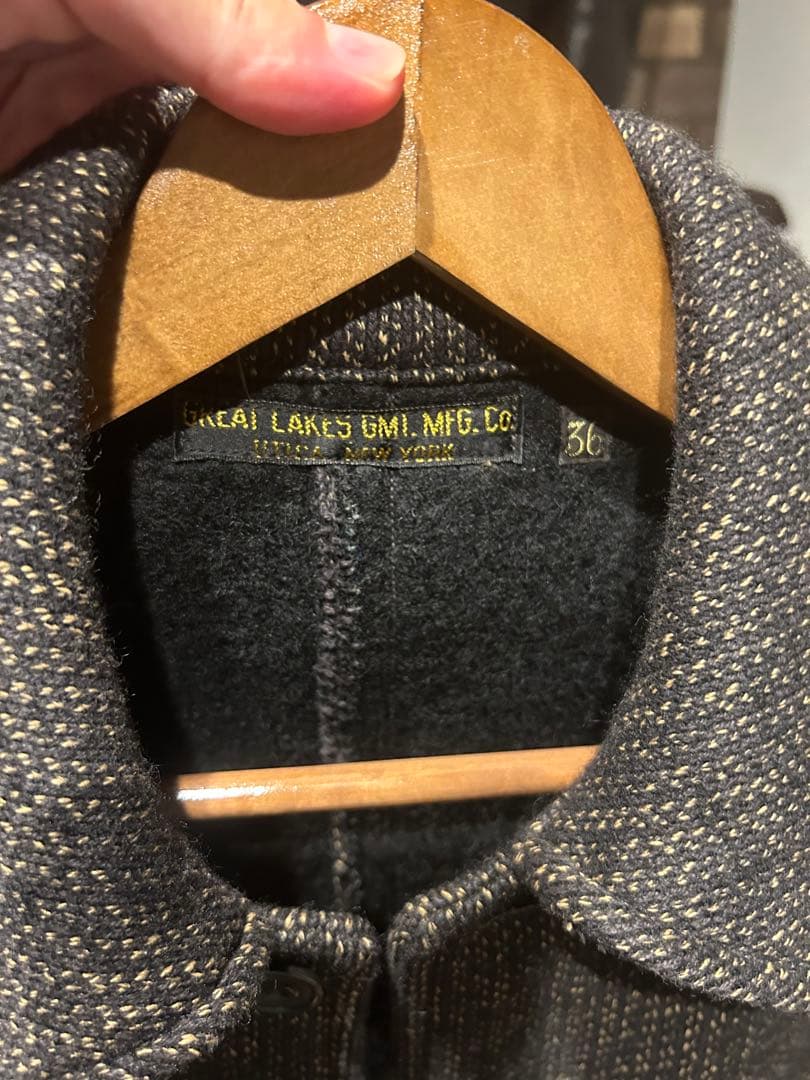 GREAT LAKES GMT. MFG. Co.
UTICA NEW YORK
36